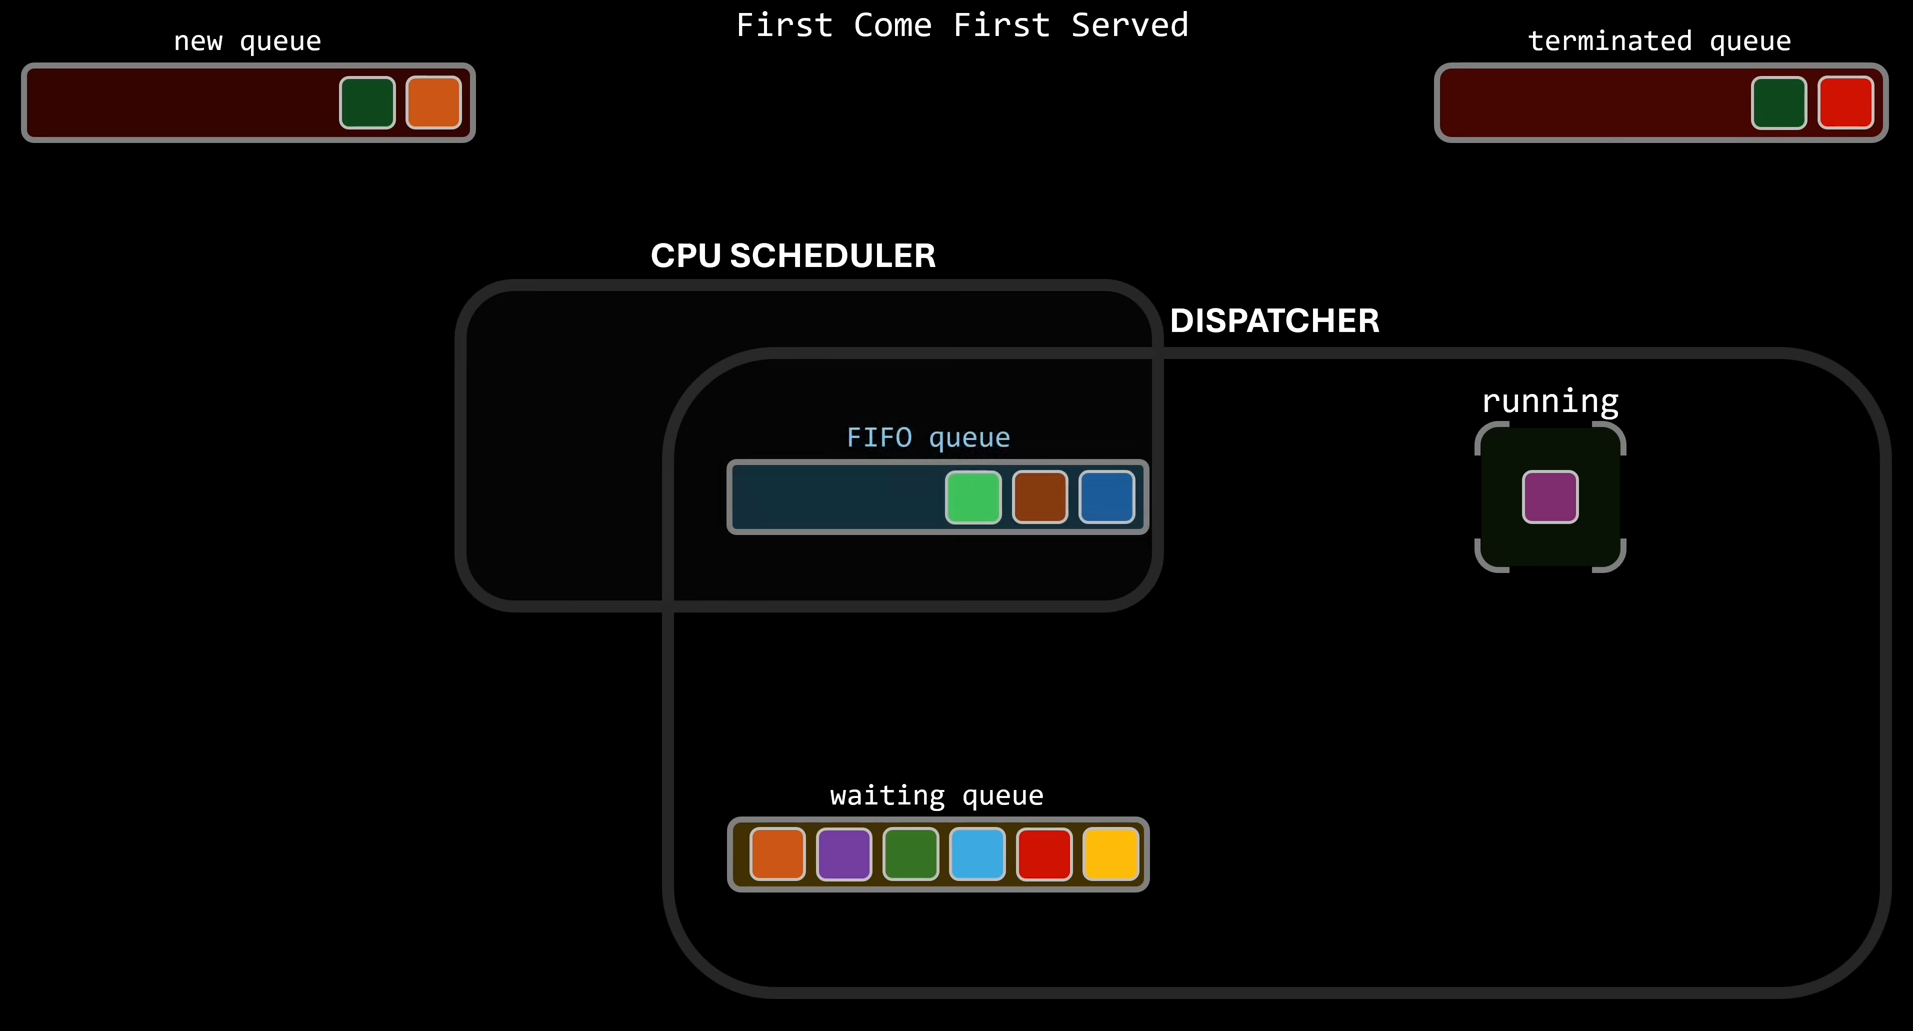 First Come First Served
new queue
terminated queue
CPU SCHEDULER
DISPATCHER
running
FIFO queue
waiting queue